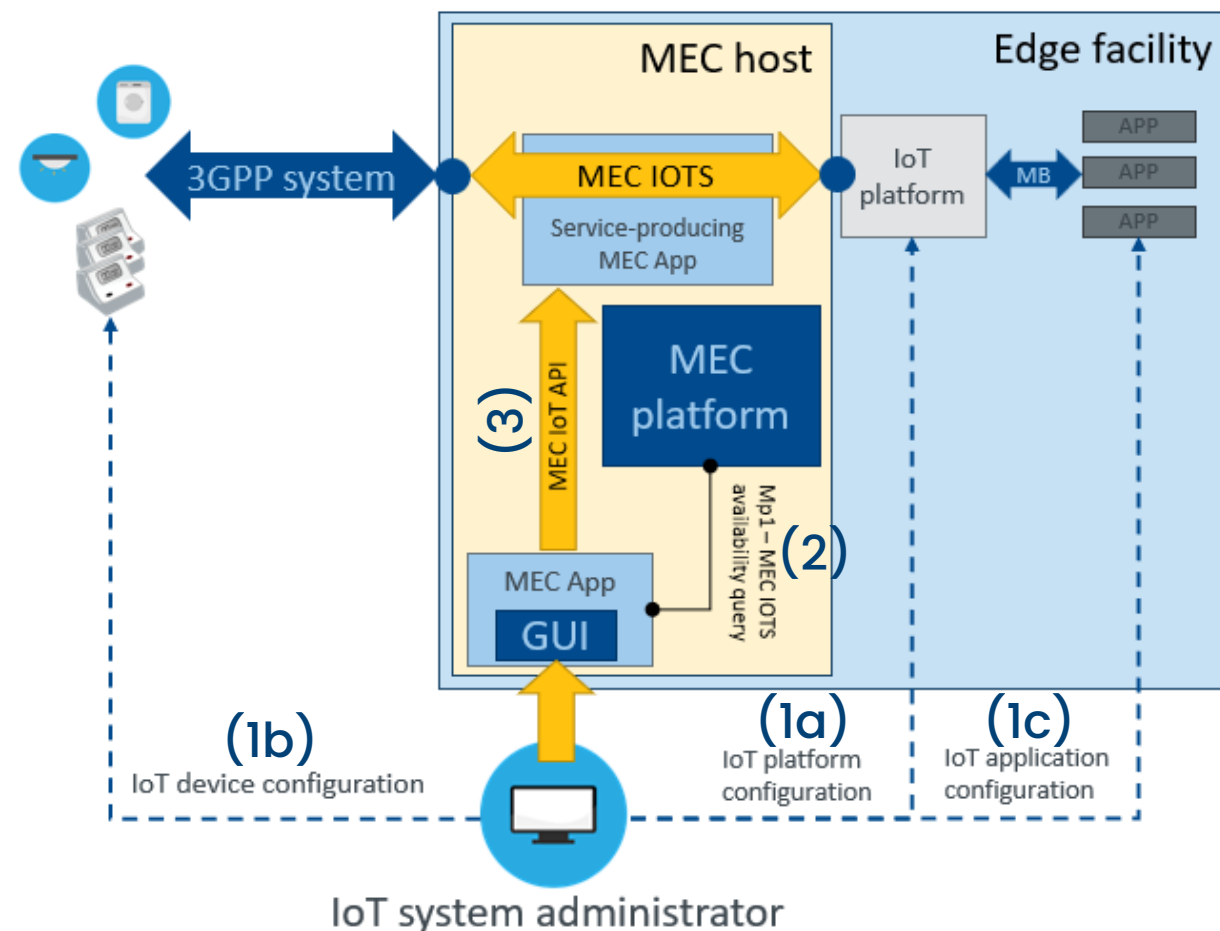 MEC host
Edge facility
3GPP system
MEC IOTS
Service-producing
MEC App
IoT
platform
MB
APP
APP
APP
MEC
platform
(3)
MEC IoT API
Mp1 – MEC IOTS
availability query
(2)
MEC App
GUI
(1b)
IoT device configuration
(1a)
IoT platform
configuration
(1c)
IoT application
configuration
IoT system administrator